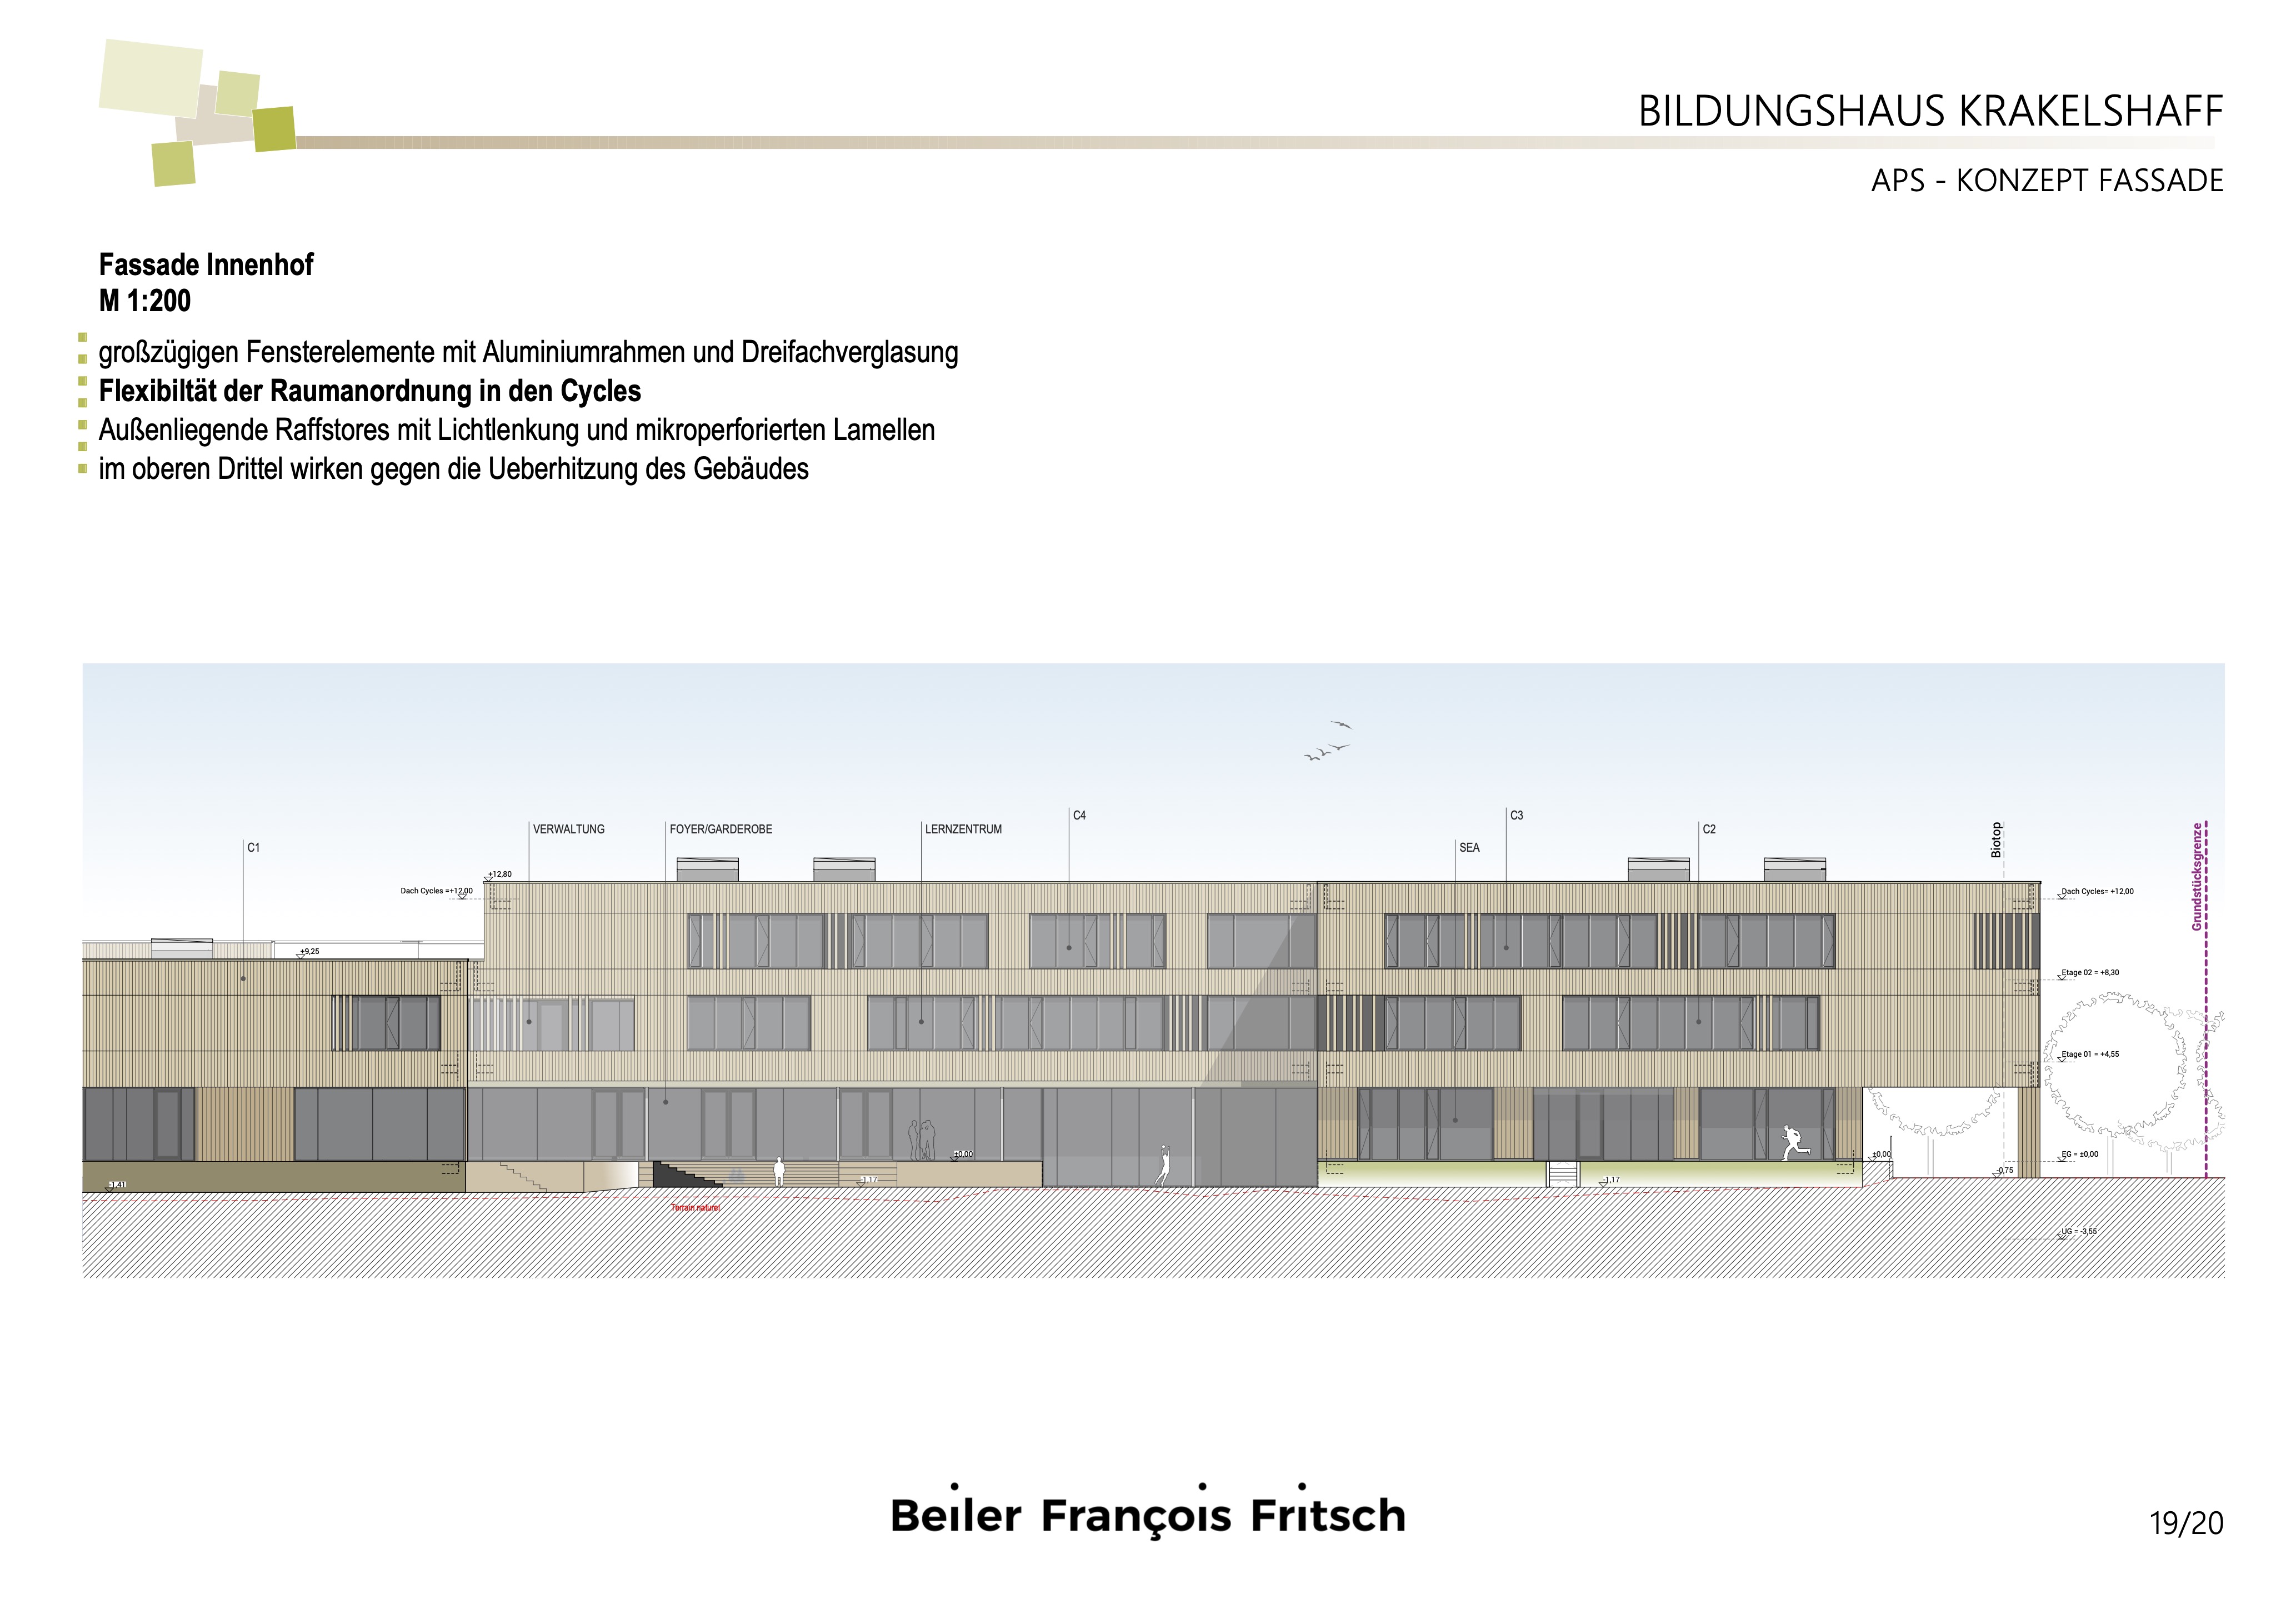 BILDUNGSHAUS KRAKELSHAFF
APS - KONZEPT FASSADE
Fassade Innenhof
M 1:200
großzügigen Fensterelemente mit Aluminiumrahmen und Dreifachverglasung
Flexibiltät der Raumanordnung in den Cycles
Außenliegende Raffstores mit Lichtlenkung und mikroperforierten Lamellen
im oberen Drittel wirken gegen die Ueberhitzung des Gebäudes
C4
C3
VERWALTUNG
FOYER/GARDEROBE
LERNZENTRUM
C2
Biotop
Grundstücksgrenze
C1
SEA
+12,80
Dach Cycles =+12,00
Dach Cycles= +12,00
+9,25
Etage 02 = +8,30
Etage 01 = +4,55
±0,00
±0,00
EG = ±0,00
-0,75
-1,41
-1,17
-1,17
Terrain naturel
UG = -3,55
Beiler François Fritsch
19/20